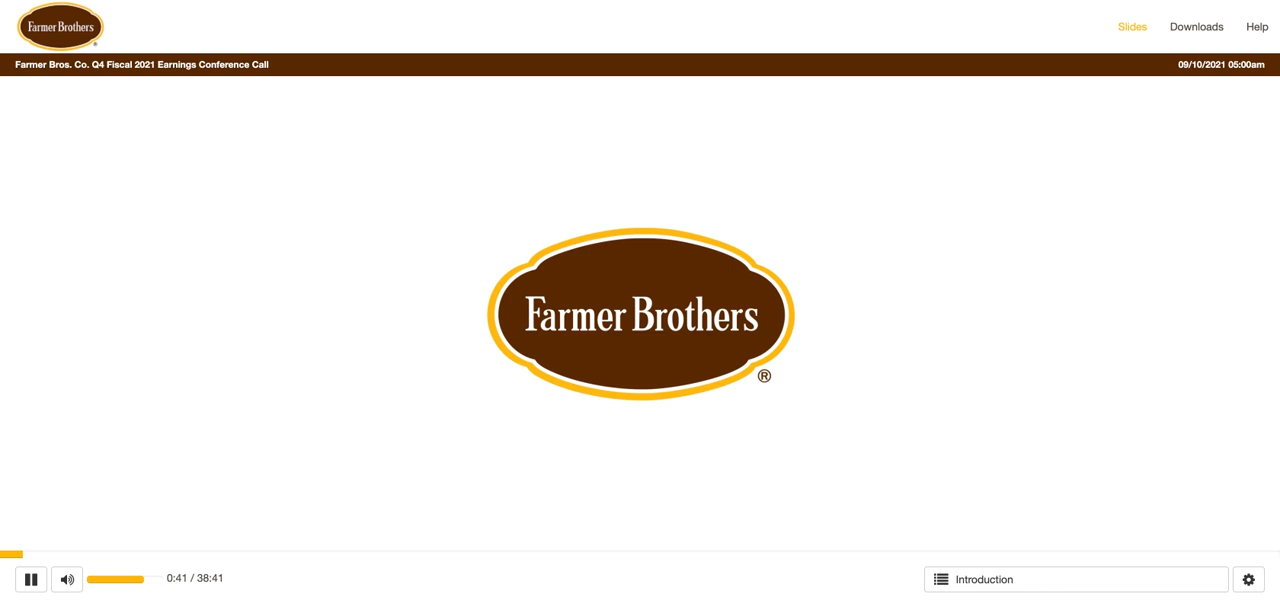 Farmer Brothers
®
Slides Downloads Help
Farmer Bros. Co. Q4 Fiscal 2021 Earnings Conference Call 09/10/2021 05:00am
Farmer Brothers
®
0:41 / 38:41
Introduction